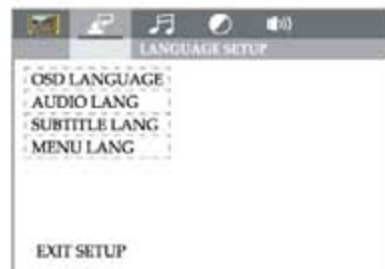 LANGUAGE SETUP
OSD LANGUAGE
AUDIO LANG
SUBTITLE LANG
MENU LANG
EXIT SETUP